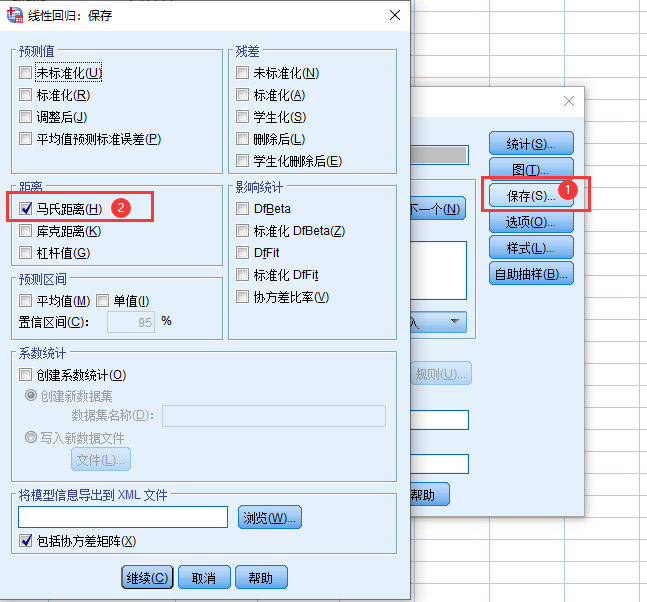 线性回归：保存
预测值
未标准化(U)
标准化(R)
调整后(J)
平均值预测标准误差(P)
残差
未标准化(N)
标准化(A)
学生化(S)
删除后(L)
学生化删除后(E)
距离
马氏距离(H) 2
库克距离(K)
杠杆值(G)
影响统计
DfBeta
标准化 DfBeta(Z)
DfFit
标准化 DfFit
协方差比率(V)
预测区间
平均值(M) 单值(I)
置信区间(C)： 95 %
系数统计
创建系数统计(O)
创建新数据集
数据集名称(D)：
写入新数据文件
文件(L)...
将模型信息导出到 XML 文件
浏览(W)...
包括协方差矩阵(X)
继续(C) 取消 帮助
统计(S)...
图(T)...
保存(S)... 1
选项(O)...
样式(L)...
自助抽样(B)...
下一个(N)
入
规则(U)...
帮助